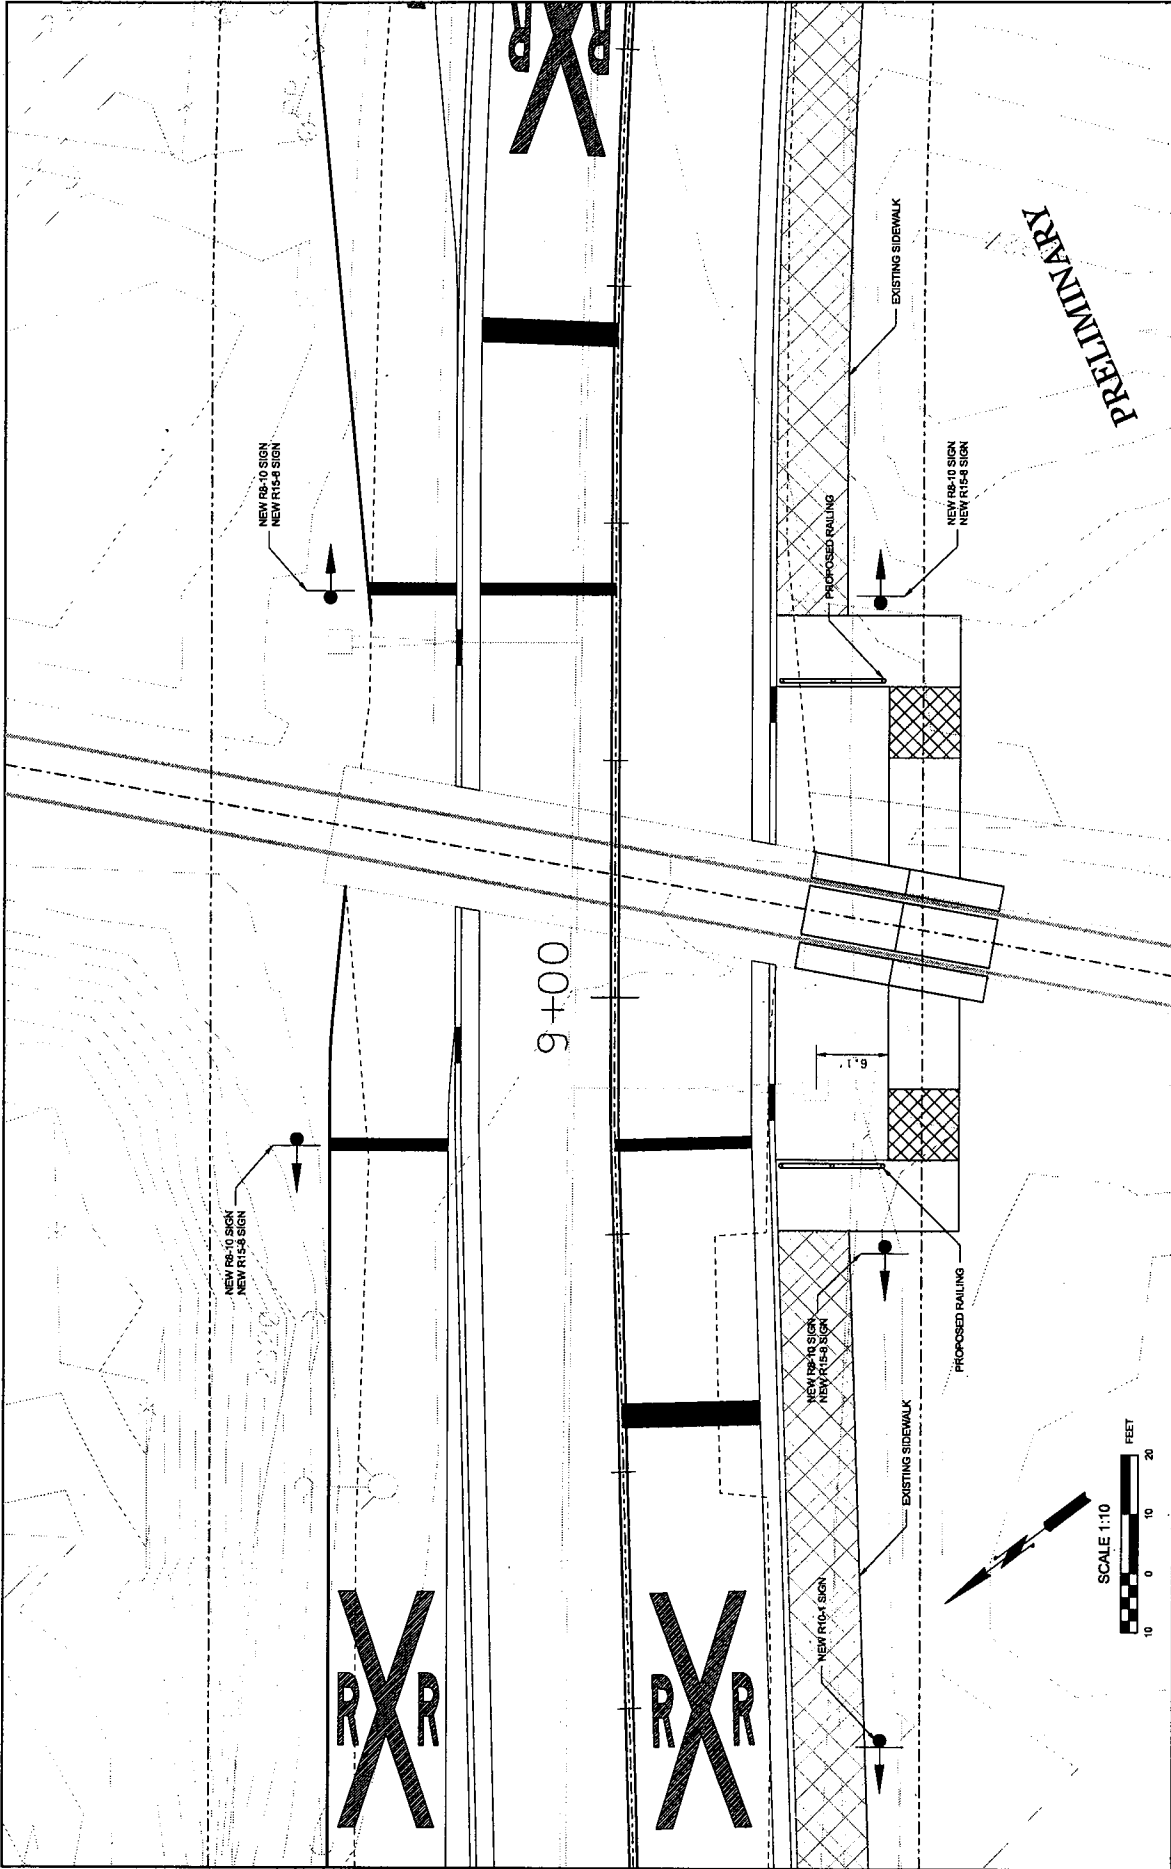 NEW R8-10 SIGN
NEW R15-8 SIGN
NEW R8-10 SIGN
NEW R15-8 SIGN
R
R
R
R
R
R
9+00
6.1'
PROPOSED RAILING
NEW R8-10 SIGN
NEW R15-8 SIGN
NEW R10-1 SIGN
EXISTING SIDEWALK
EXISTING SIDEWALK
PROPOSED RAILING
NEW R8-10 SIGN
NEW R15-8 SIGN
PRELIMINARY
SCALE 1:10
FEET
10 0 10 20